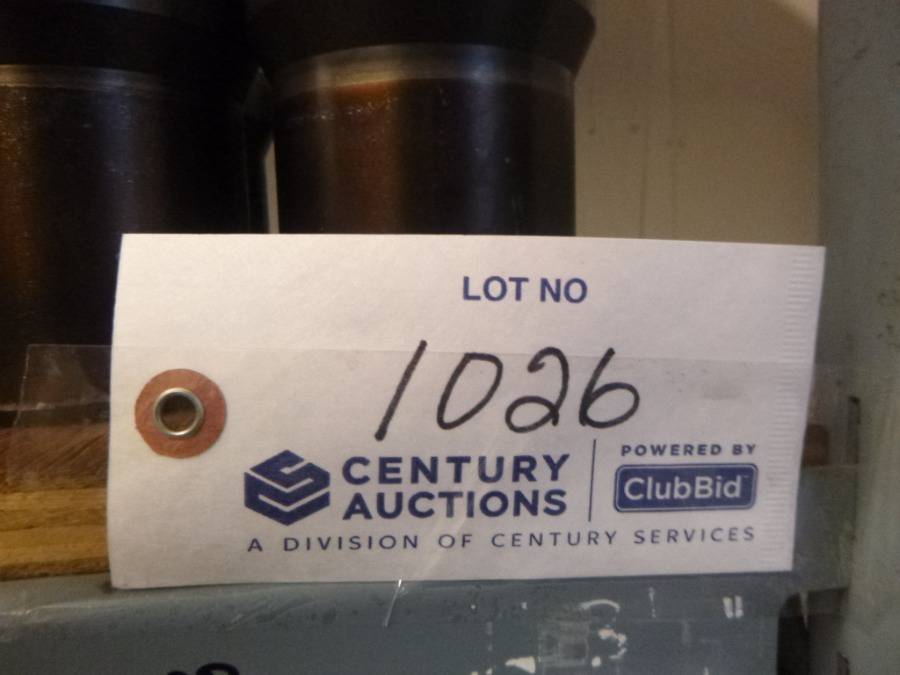 LOT NO
1026
CENTURY
AUCTIONS
POWERED BY
ClubBid
A DIVISION OF CENTURY SERVICES